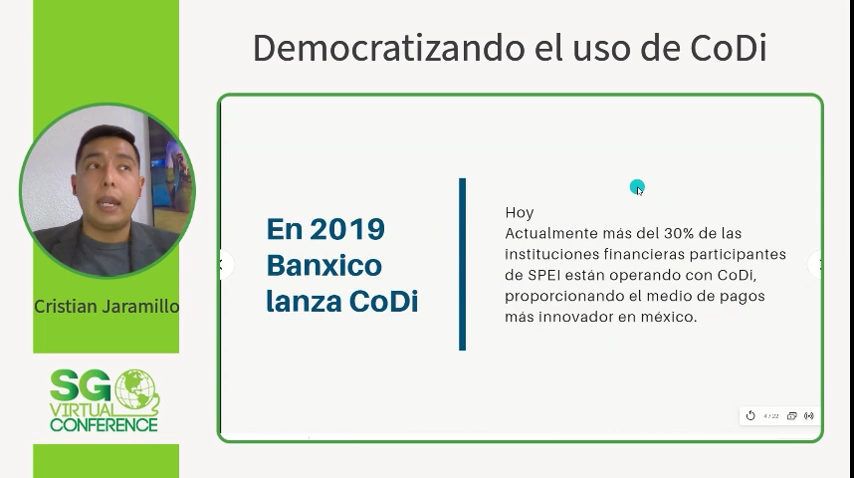 Democratizando el uso de CoDi
Cristian Jaramillo
SG
VIRTUAL
CONFERENCE
En 2019
Banxico
lanza CoDi
Hoy
Actualmente más del 30% de las
instituciones financieras participantes
de SPEI están operando con CoDi,
proporcionando el medio de pagos
más innovador en méxico.
4 / 22